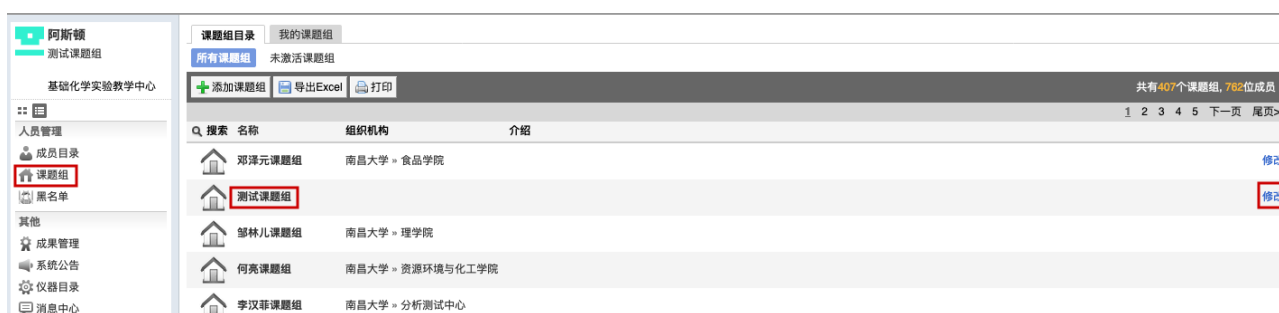 阿斯顿
测试课题组
基础化学实验教学中心
人员管理
成员目录
课题组
黑名单
其他
成果管理
系统公告
仪器目录
消息中心
课题组目录 我的课题组
所有课题组 未激活课题组
添加课题组 导出Excel 打印 共有407个课题组, 762位成员
1 2 3 4 5 下一页 尾页>
搜索 名称 组织机构 介绍
邓泽元课题组 南昌大学 » 食品学院 修改
测试课题组 修改
邹林儿课题组 南昌大学 » 理学院
何亮课题组 南昌大学 » 资源环境与化工学院
李汉菲课题组 南昌大学 » 分析测试中心